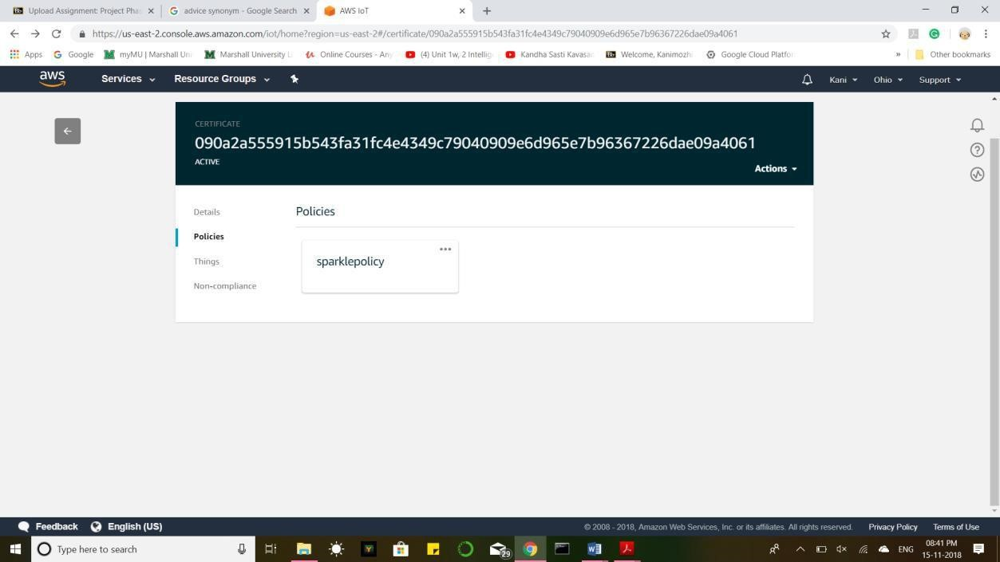 Upload Assignment: Project Phas
advice synonym - Google Search
AWS IoT
https://us-east-2.console.aws.amazon.com/iot/home?region=us-east-2#/certificate/090a2a555915b543fa31fc4e4349c79040909e6d965e7b96367226dae09a4061
Apps
Google
myMU | Marshall Uni
Marshall University Li
Online Courses - Any
(4) Unit 1w, 2 Intellig
Kandha Sasti Kavasam
Welcome, Kanimozhi
Google Cloud Platfor
»
Other bookmarks
aws
Services
Resource Groups
Kani
Ohio
Support
CERTIFICATE
090a2a555915b543fa31fc4e4349c79040909e6d965e7b96367226dae09a4061
ACTIVE
Actions
Details
Policies
Policies
sparklepolicy
Things
Non-compliance
Feedback
English (US)
© 2008 - 2018, Amazon Web Services, Inc. or its affiliates. All rights reserved.
Privacy Policy
Terms of Use
Type here to search
29
ENG
08:41 PM
15-11-2018